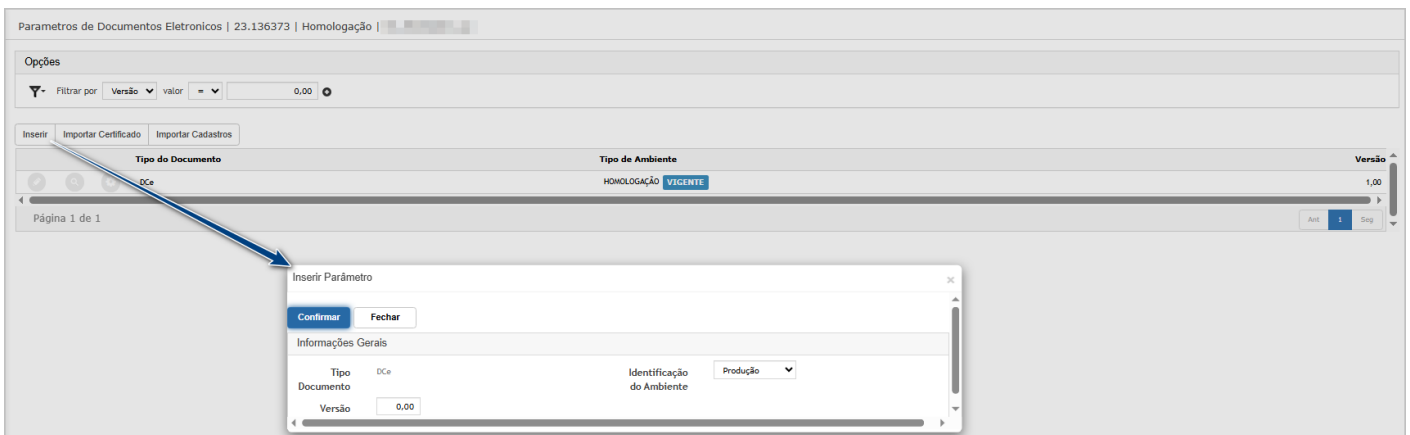 Parametros de Documentos Eletronicos | 23.136373 | Homologação |
Opções
Filtrar por Versão valor = 0,00
Inserir Importar Certificado Importar Cadastros
Tipo do Documento Tipo de Ambiente Versão
DCe HOMOLOGAÇÃO VIGENTE 1,00
Página 1 de 1 Ant 1 Seg
Inserir Parâmetro ×
Confirmar Fechar
Informações Gerais
Tipo DCe Identificação Produção
Documento do Ambiente
Versão 0,00